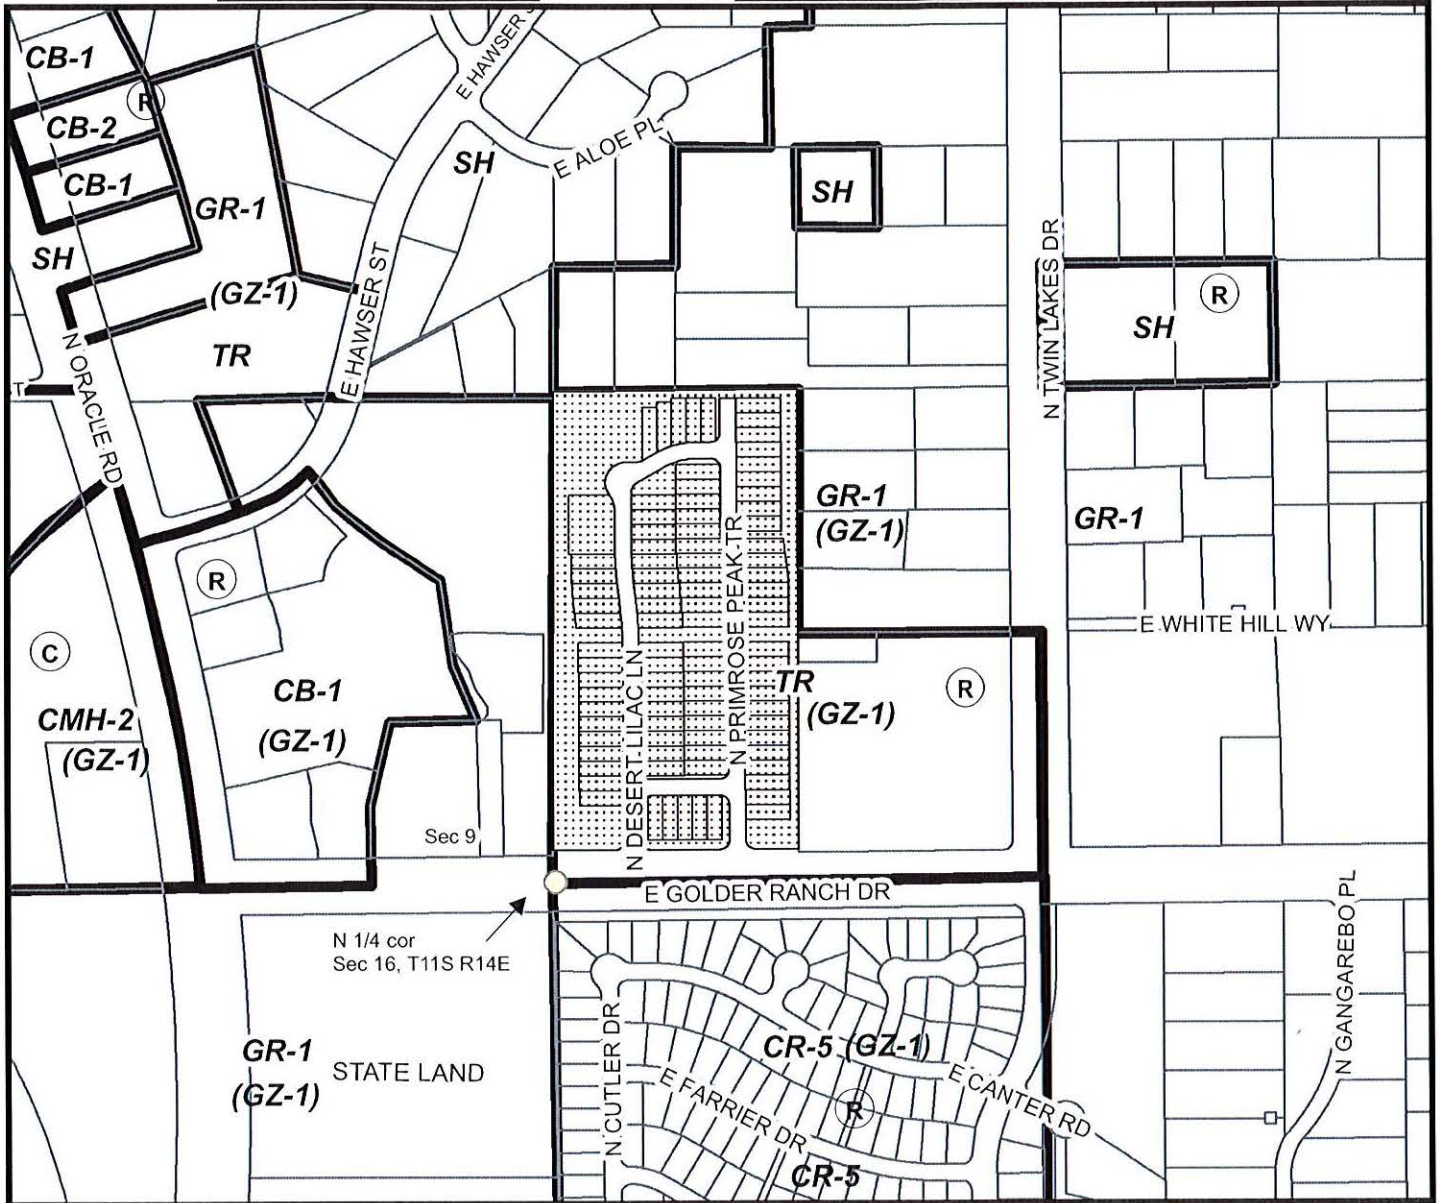 CB-1
R
CB-2
CB-1
GR-1
SH
(GZ-1)
TR
E HAWSER S
SH
E ALOE PL
SH
E HAWSER ST
N ORACLE RD
T
N TWIN LAKES DR
R
SH
GR-1
(GZ-1)
GR-1
E WHITE HILL WY
R
C
CMH-2
(GZ-1)
CB-1
(GZ-1)
Sec 9
N DESERT LILAC LN
N PRIMROSE PEAK TR
TR
(GZ-1)
R
E GOLDER RANCH DR
N 1/4 cor
Sec 16, T11S R14E
GR-1
(GZ-1)
STATE LAND
N CUTLER DR
E FARRIER DR
CR-5 (GZ-1)
E CANTER RD
R
CR-5
N GANGAREBO PL